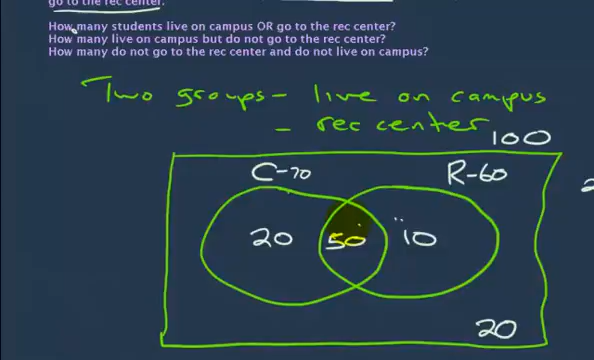 go to the rec center.
How many students live on campus OR go to the rec center?
How many live on campus but do not go to the rec center?
How many do not go to the rec center and do not live on campus?
Two groups - live on campus
- rec center
100
C-70 R-60
20 50 10
20